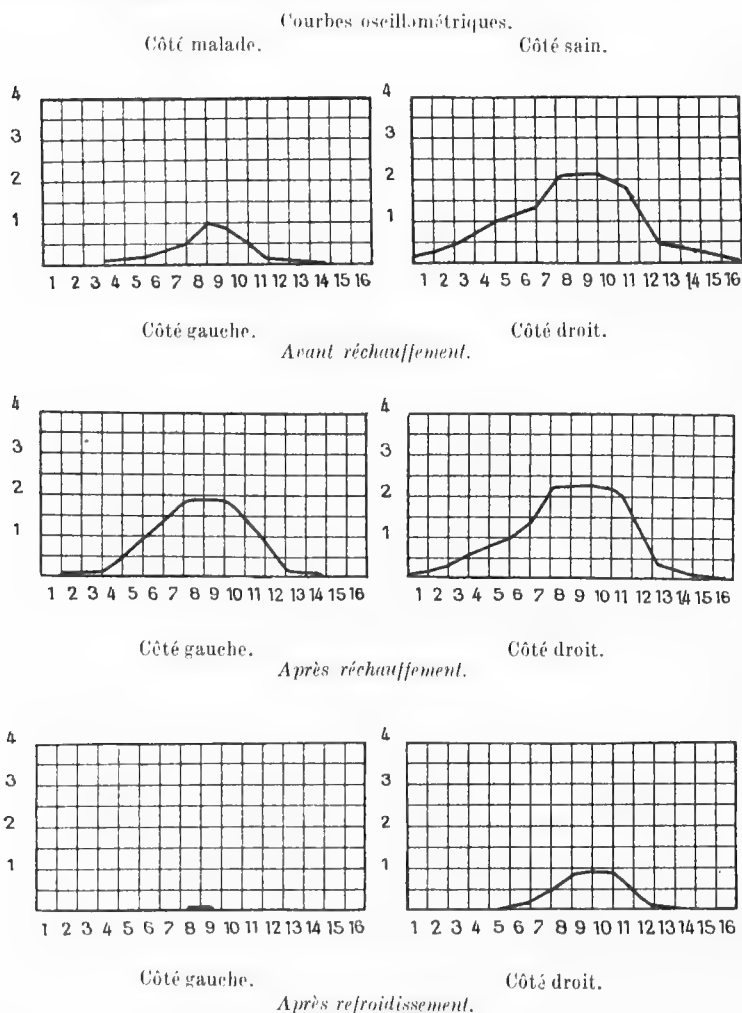 Courbes oscillométriques.
Côté malade. Côté sain.
4 4
3 3
2 2
1 1
1 2 3 4 5 6 7 8 9 10 11 12 13 14 15 16 1 2 3 4 5 6 7 8 9 10 11 12 13 14 15 16
Côté gauche. Côté droit.
Avant réchauffement.
4 4
3 3
2 2
1 1
1 2 3 4 5 6 7 8 9 10 11 12 13 14 15 16 1 2 3 4 5 6 7 8 9 10 11 12 13 14 15 16
Côté gauche. Côté droit.
Après réchauffement.
4 4
3 3
2 2
1 1
1 2 3 4 5 6 7 8 9 10 11 12 13 14 15 16 1 2 3 4 5 6 7 8 9 10 11 12 13 14 15 16
Côté gauche. Côté droit.
Après refroidissement.